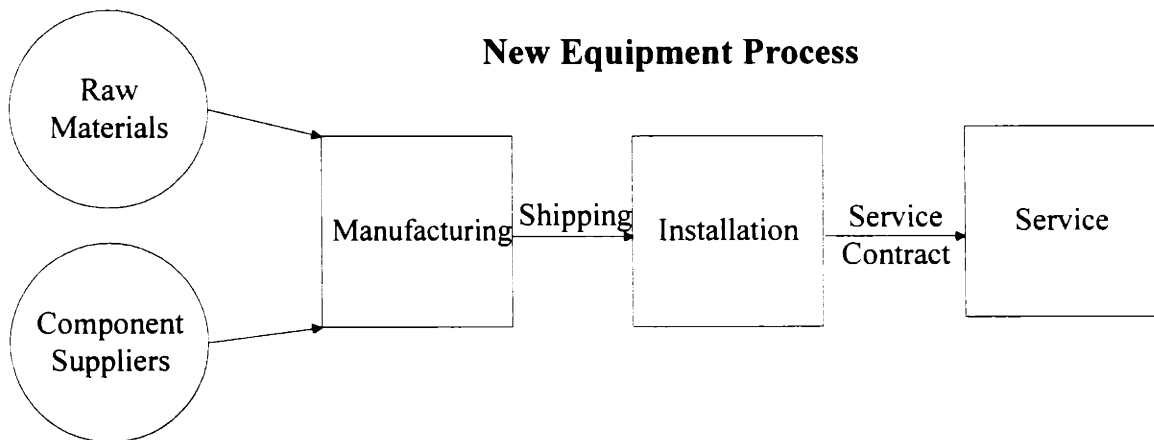 New Equipment Process
Raw
Materials
Component
Suppliers
Manufacturing
Shipping
Installation
Service
Contract
Service